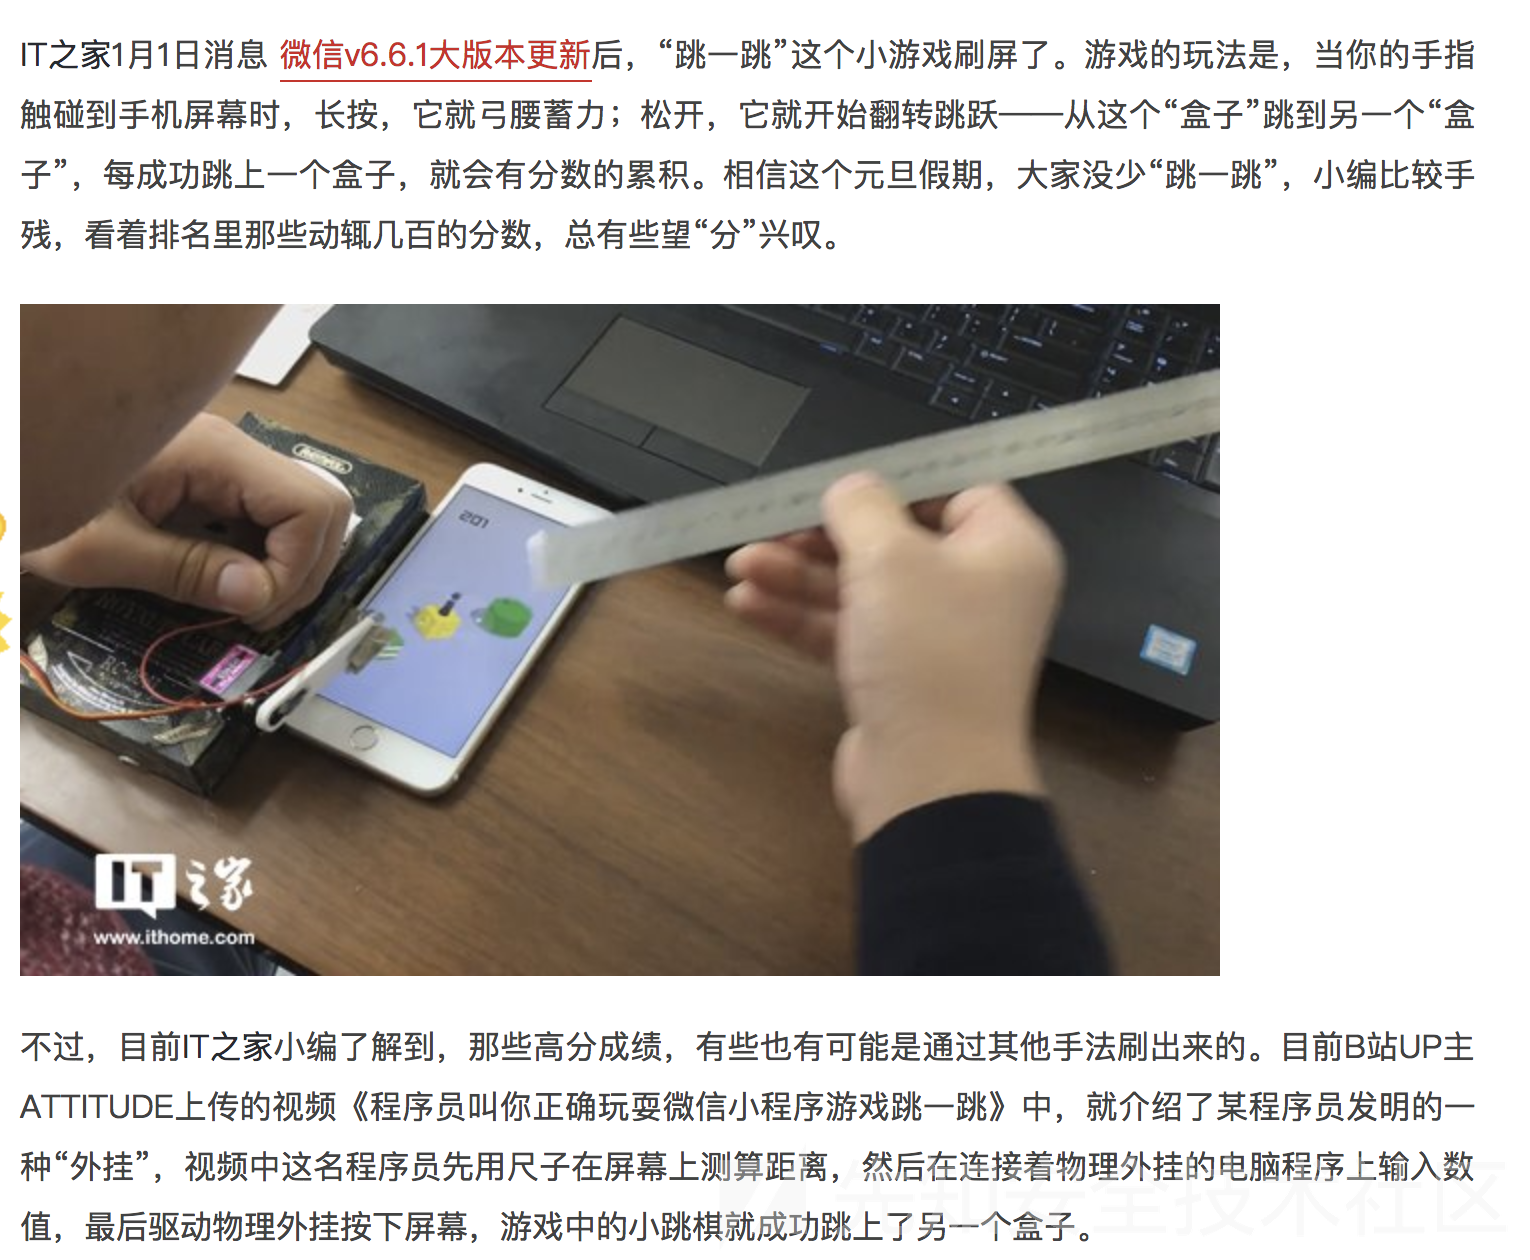 IT之家1月1日消息 微信v6.6.1大版本更新后，“跳一跳”这个小游戏刷屏了。游戏的玩法是，当你的手指
触碰到手机屏幕时，长按，它就弓腰蓄力；松开，它就开始翻转跳跃——从这个“盒子”跳到另一个“盒
子”，每成功跳上一个盒子，就会有分数的累积。相信这个元旦假期，大家没少“跳一跳”，小编比较手
残，看着排名里那些动辄几百的分数，总有些望“分”兴叹。
201
IT之家
www.ithome.com
不过，目前IT之家小编了解到，那些高分成绩，有些也有可能是通过其他手法刷出来的。目前B站UP主
ATTITUDE上传的视频《程序员叫你正确玩耍微信小程序游戏跳一跳》中，就介绍了某程序员发明的一
种“外挂”，视频中这名程序员先用尺子在屏幕上测算距离，然后在连接着物理外挂的电脑程序上输入数
值，最后驱动物理外挂按下屏幕，游戏中的小跳棋就成功跳上了另一个盒子。
先知安全技术社区